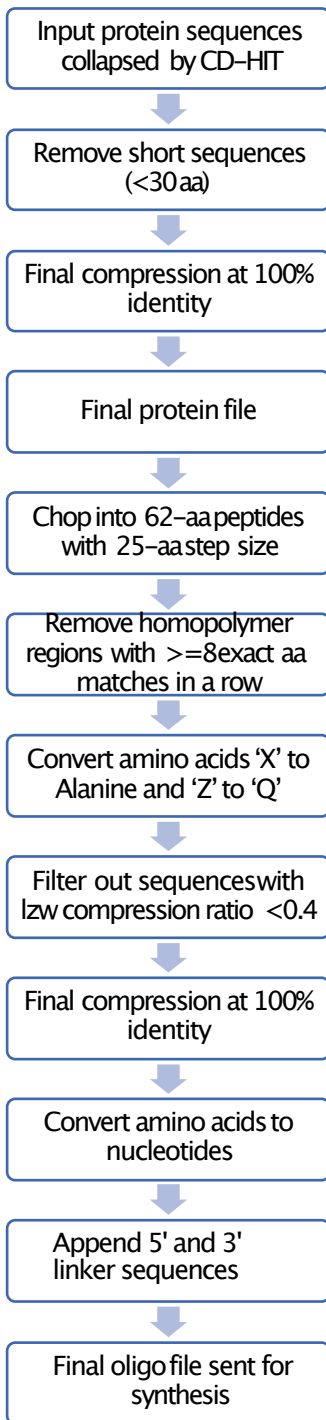 Input protein sequences
collapsed by CD-HIT
Remove short sequences
(<30 aa)
Final compression at 100%
identity
Final protein file
Chop into 62-aa peptides
with 25-aa step size
Remove homopolymer
regions with >=8 exact aa
matches in a row
Convert amino acids ‘X’ to
Alanine and ‘Z’ to ‘Q’
Filter out sequences with
lzw compression ratio <0.4
Final compression at 100%
identity
Convert amino acids to
nucleotides
Append 5' and 3'
linker sequences
Final oligo file sent for
synthesis